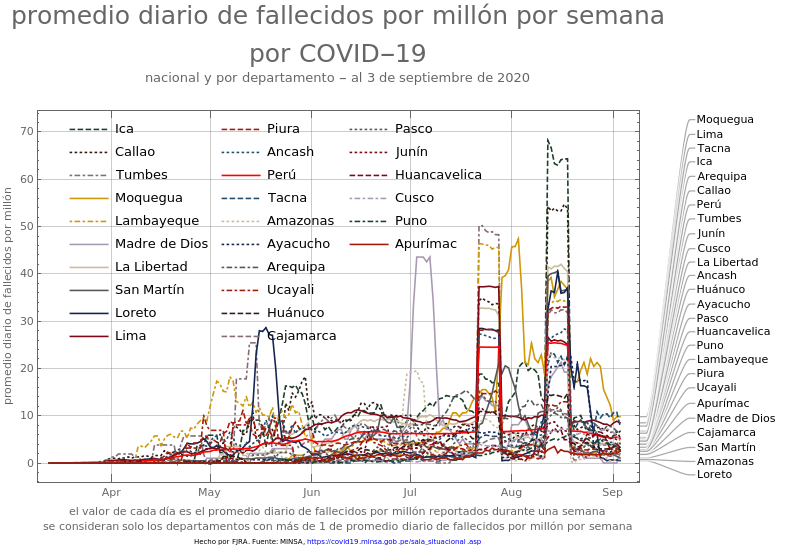 promedio diario de fallecidos por millón por semana
por COVID−19
nacional y por departamento − al 3 de septiembre de 2020
promedio diario de fallecidos por millón
70
60
50
40
30
20
10
0
Ica
Callao
Tumbes
Moquegua
Lambayeque
Madre de Dios
La Libertad
San Martín
Loreto
Lima
Piura
Ancash
Perú
Tacna
Amazonas
Ayacucho
Arequipa
Ucayali
Huánuco
Cajamarca
Pasco
Junín
Huancavelica
Cusco
Puno
Apurímac
Apr
May
Jun
Jul
Aug
Sep
Moquegua
Lima
Tacna
Ica
Arequipa
Callao
Perú
Tumbes
Junín
Cusco
La Libertad
Ancash
Huánuco
Ayacucho
Pasco
Huancavelica
Puno
Lambayeque
Piura
Ucayali
Apurímac
Madre de Dios
Cajamarca
San Martín
Amazonas
Loreto
el valor de cada día es el promedio diario de fallecidos por millón reportados durante una semana
se consideran solo los departamentos con más de 1 de promedio diario de fallecidos por millón por semana
Hecho por FJRA. Fuente: MINSA, https://covid19.minsa.gob.pe/sala_situacional.asp